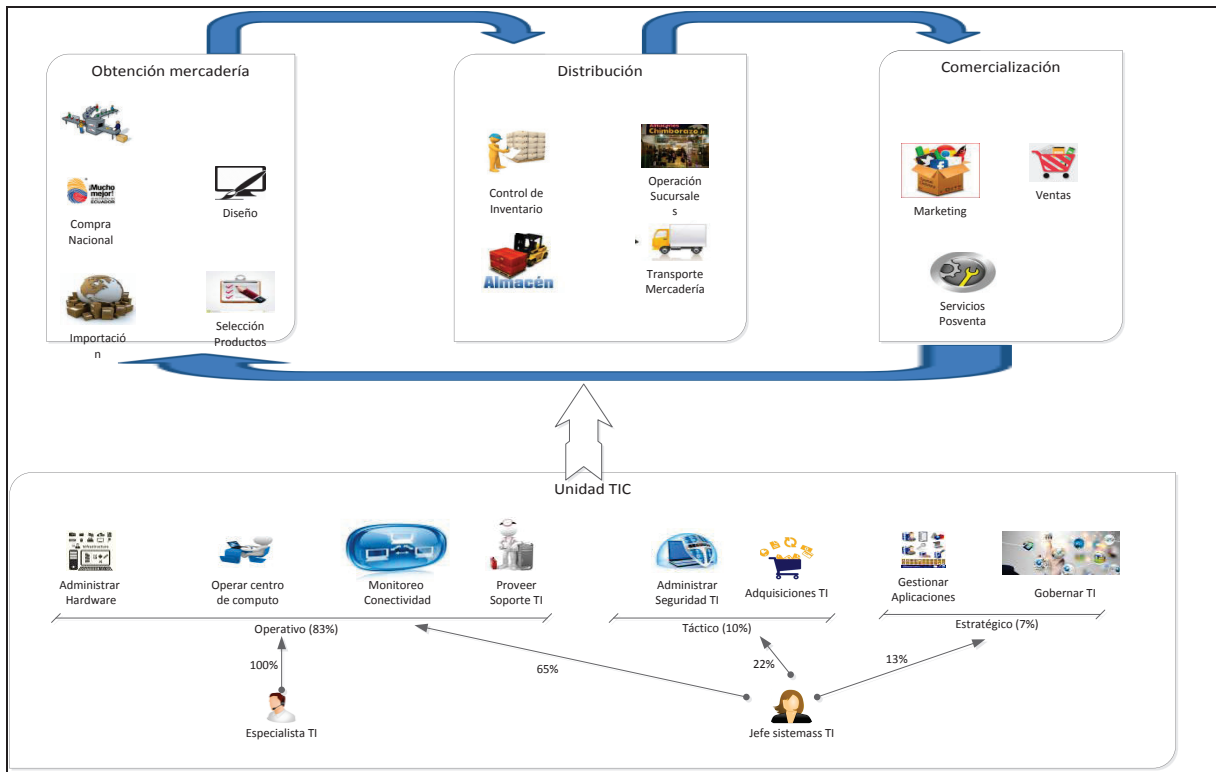 Obtención mercadería
Distribución
Comercialización
¡Mucho
mejor!
ECUADOR
Compra
Nacional
Diseño
Importació
n
Selección
Productos
Control de
Inventario
Chimborazo
Operación
Sucursale
s
Almacén
Transporte
Mercadería
Marketing
Ventas
Servicios
Posventa
Unidad TIC
Administrar
Hardware
Operar centro
de computo
Monitoreo
Conectividad
Proveer
Soporte TI
Administrar
Seguridad TI
Adquisiciones TI
Gestionar
Aplicaciones
Gobernar TI
Operativo (83%)
Táctico (10%)
Estratégico (7%)
100%
65%
22%
13%
Especialista TI
Jefe sistemass TI